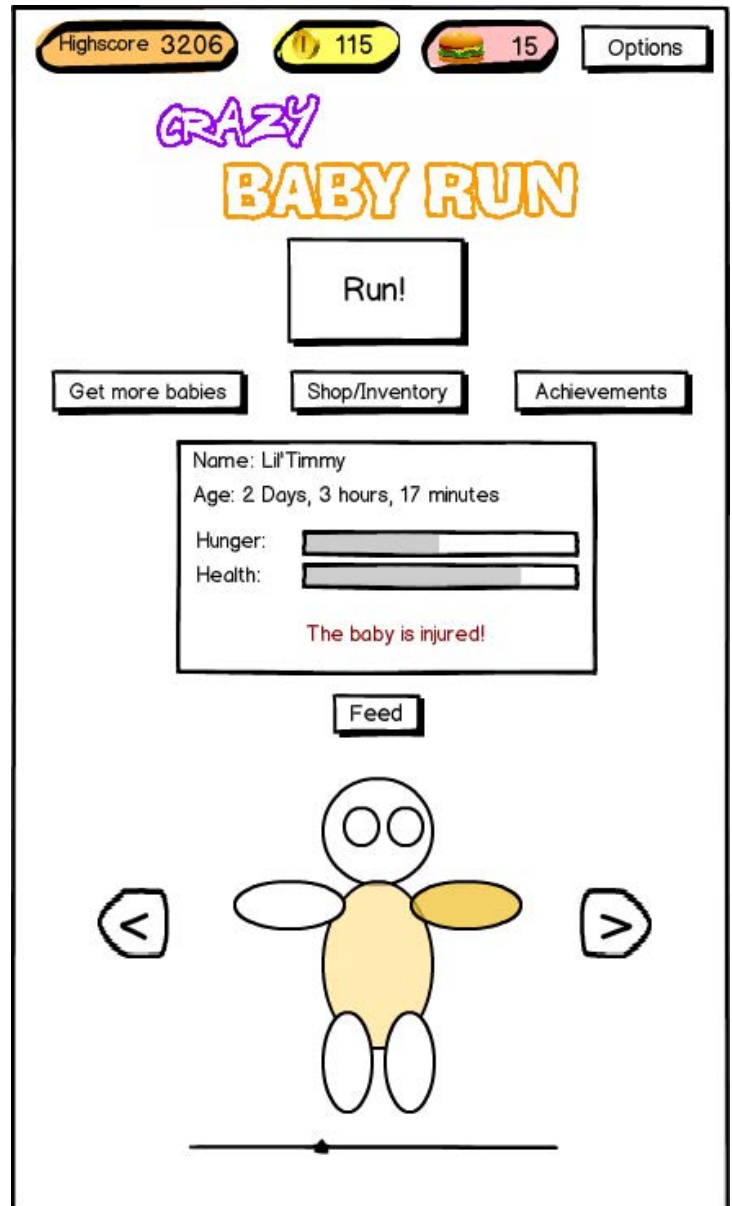 Highscore 3206 115 15 Options
CRAZY
BABY RUN
Run!
Get more babies Shop/Inventory Achievements
Name: Lil'Timmy
Age: 2 Days, 3 hours, 17 minutes
Hunger:
Health:
The baby is injured!
Feed
< >